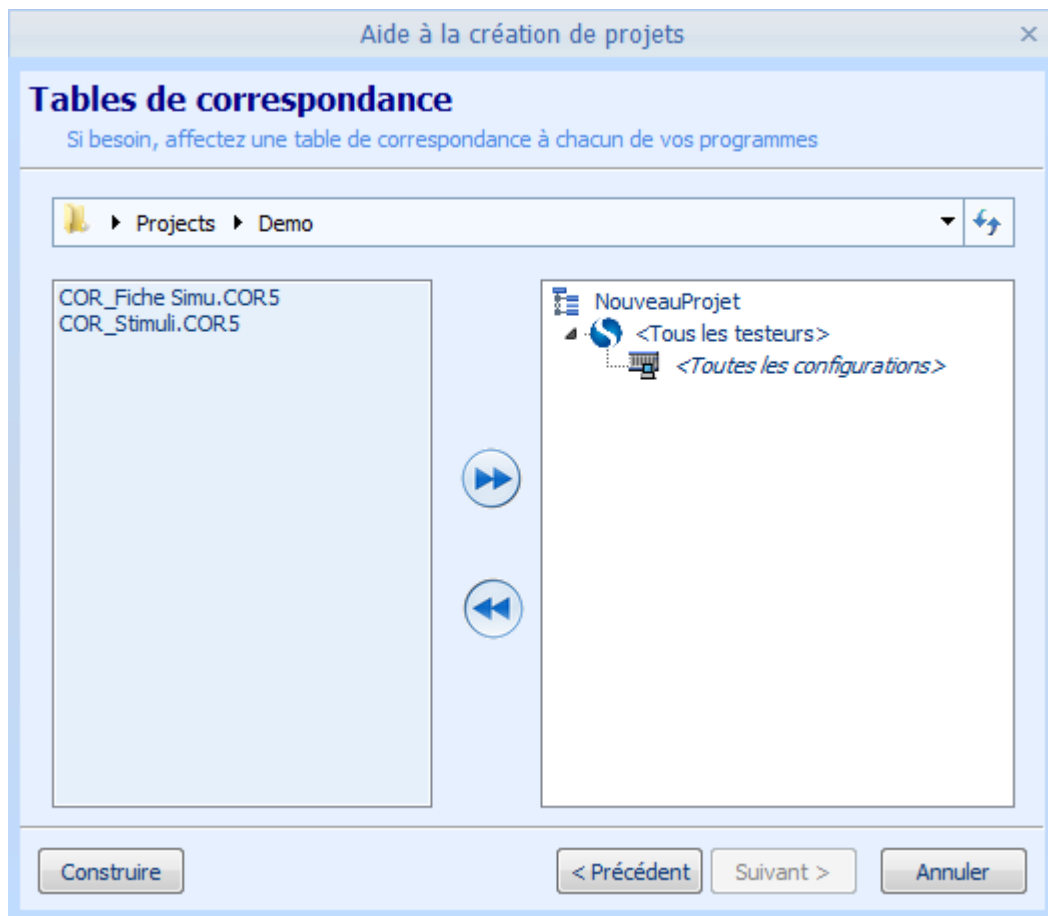 Aide à la création de projets
Tables de correspondance
Si besoin, affectez une table de correspondance à chacun de vos programmes
Projects Demo
COR_Fiche Simu.COR5
COR_Stimuli.COR5
NouveauProjet
<Tous les testeurs>
<Toutes les configurations>
Construire
< Précédent
Suivant >
Annuler